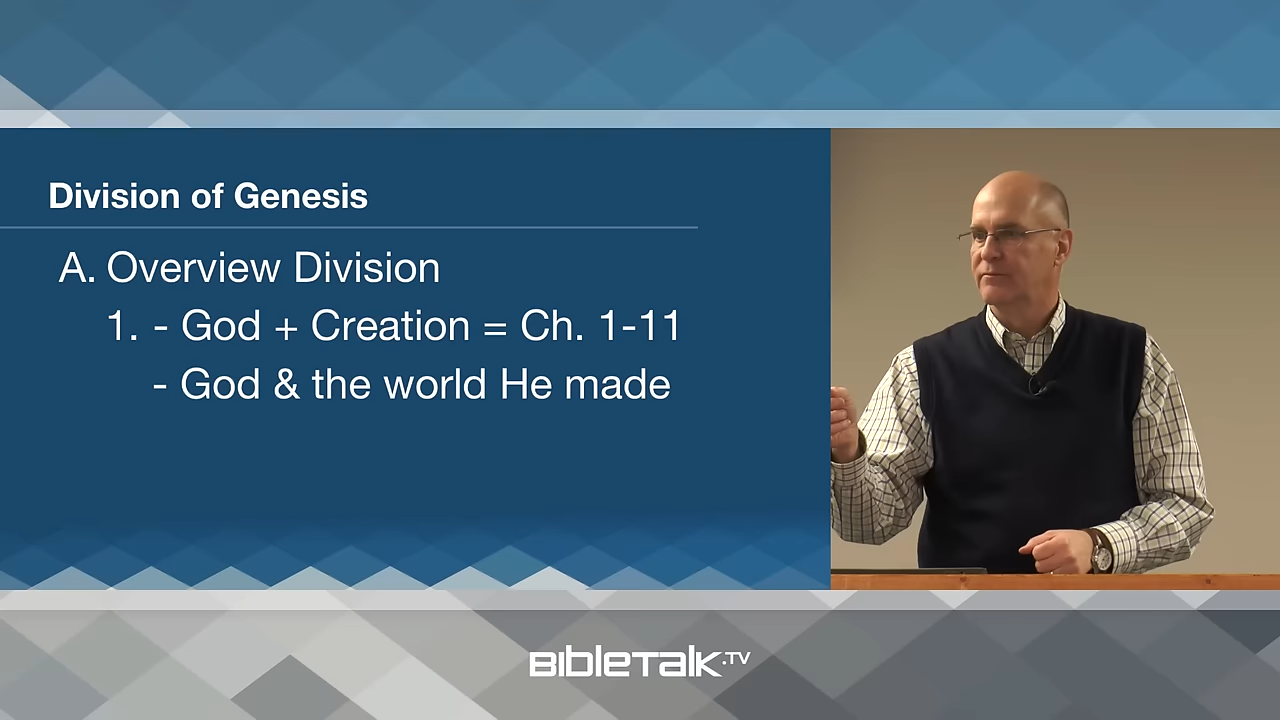 Division of Genesis
A. Overview Division
1. - God + Creation = Ch. 1-11
- God & the world He made
BIBLETALK.TV